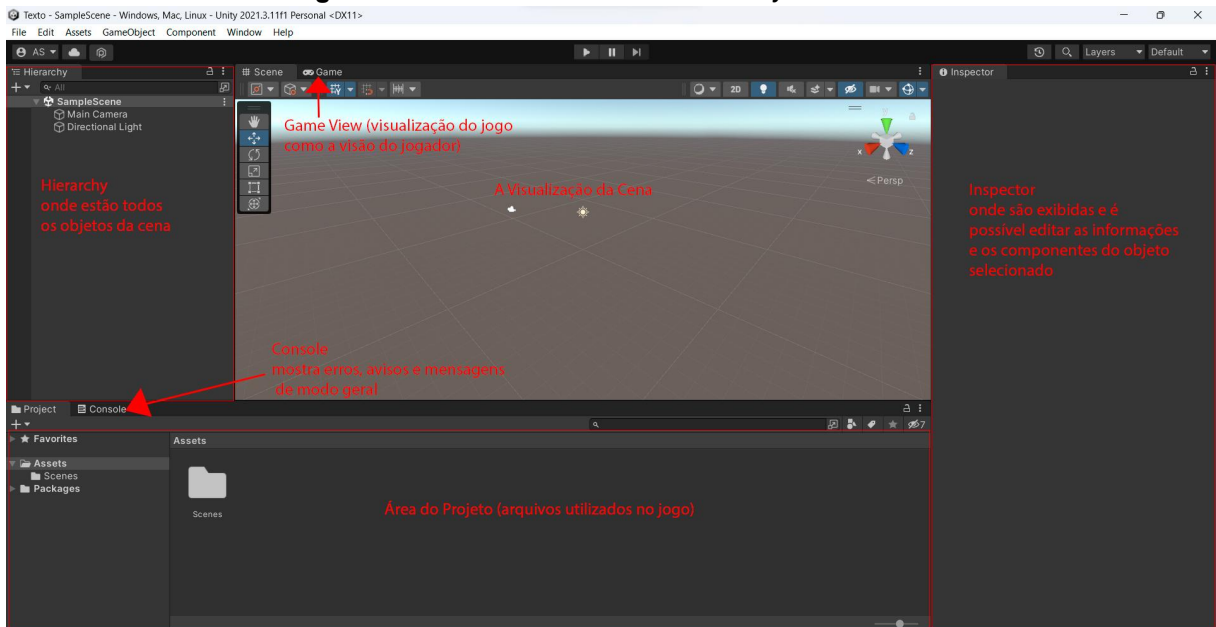 Texto - SampleScene - Windows, Mac, Linux - Unity 2021.3.11f1 Personal <DX11>
File Edit Assets GameObject Component Window Help
AS
Layers Default
Hierarchy
Scene Game
Inspector
All
2D
SampleScene
Main Camera
Directional Light
Game View (visualização do jogo
como a visão do jogador)
x
z
Persp
Hierarchy
onde estão todos
os objetos da cena
A Visualização da Cena
Inspector
onde são exibidas e é
possível editar as informações
e os componentes do objeto
selecionado
Console
mostra erros, avisos e mensagens
de modo geral
Project Console
7
Favorites
Assets
Assets
Scenes
Packages
Scenes
Área do Projeto (arquivos utilizados no jogo)